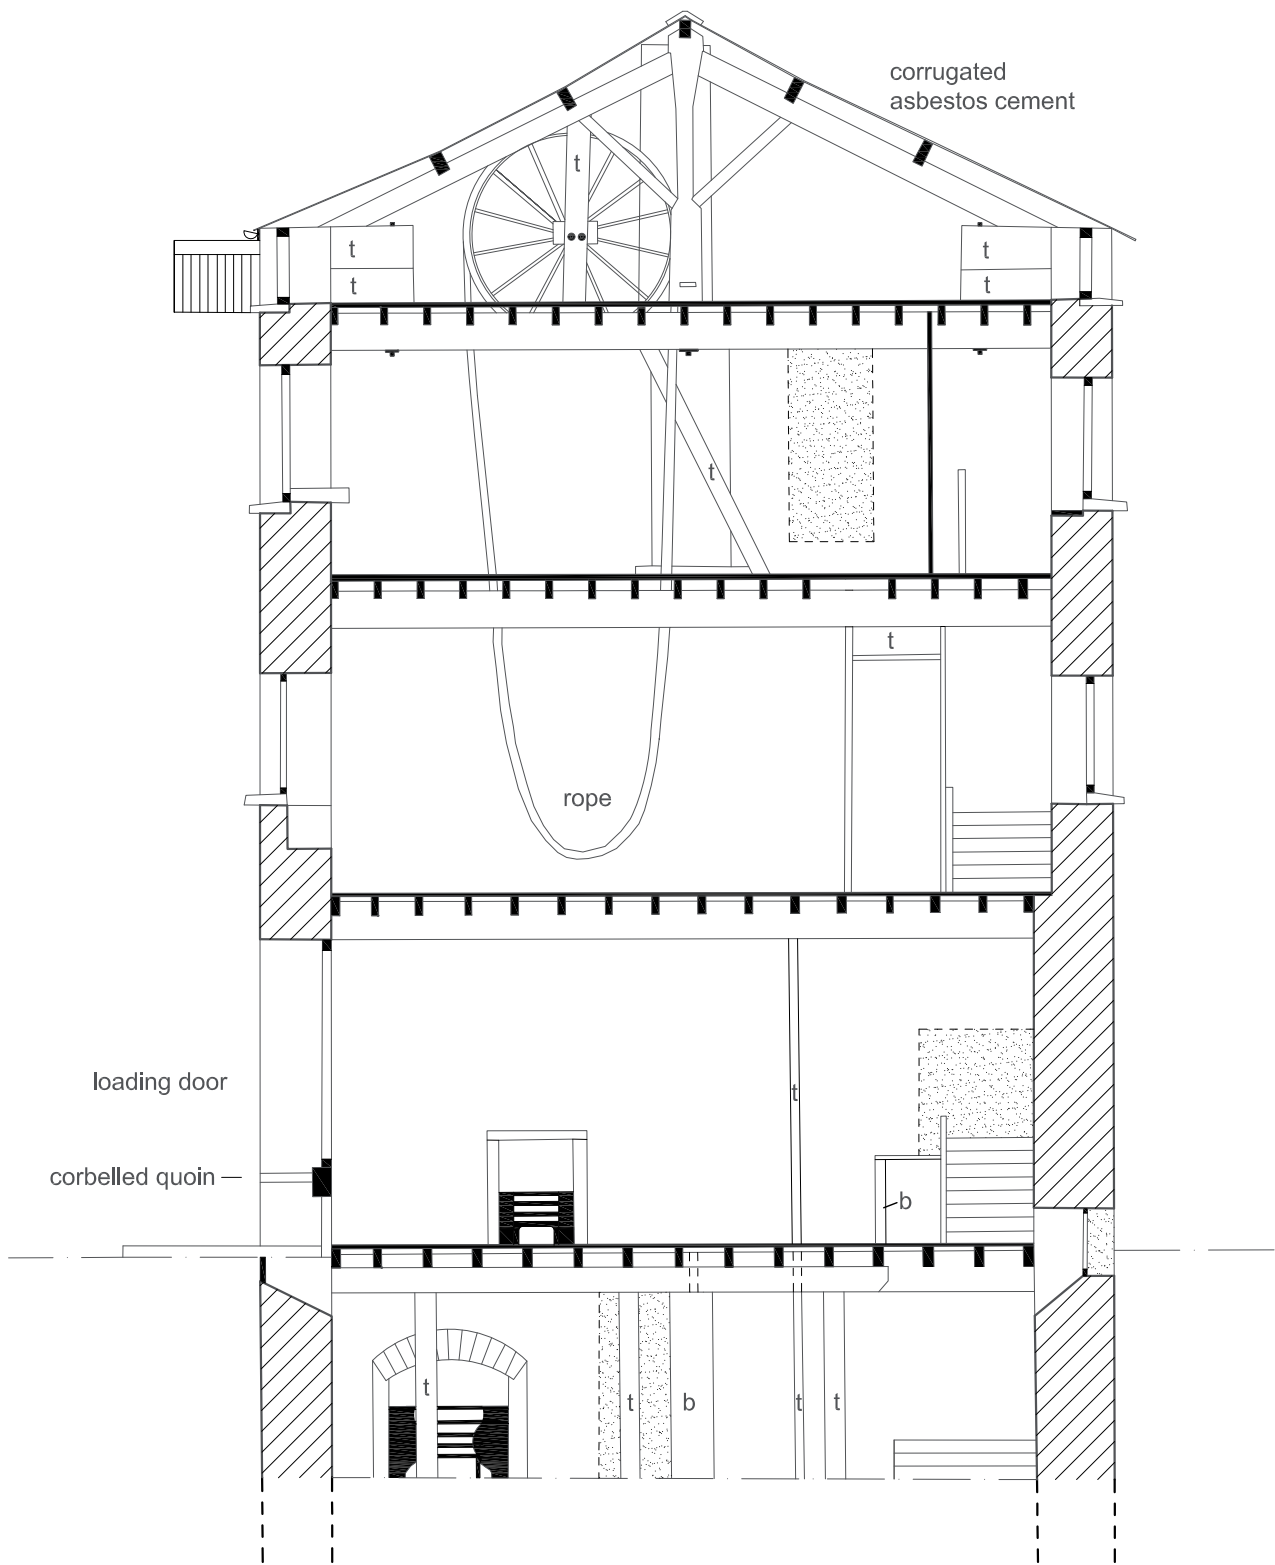 corrugated
asbestos cement
t
t
t
t
t
t
t
rope
loading door
t
corbelled quoin
b
t
t
b
t
t